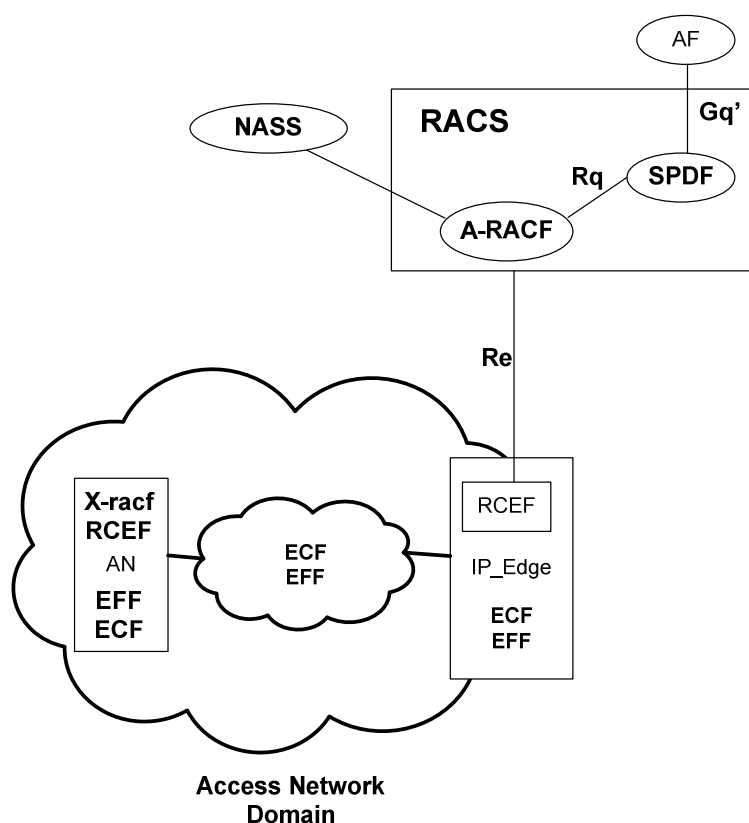 AF
Gq’
RACS
NASS
Rq
SPDF
A-RACF
Re
X-racf
RCEF
AN
EFF
ECF
ECF
EFF
RCEF
IP_Edge
ECF
EFF
Access Network
Domain